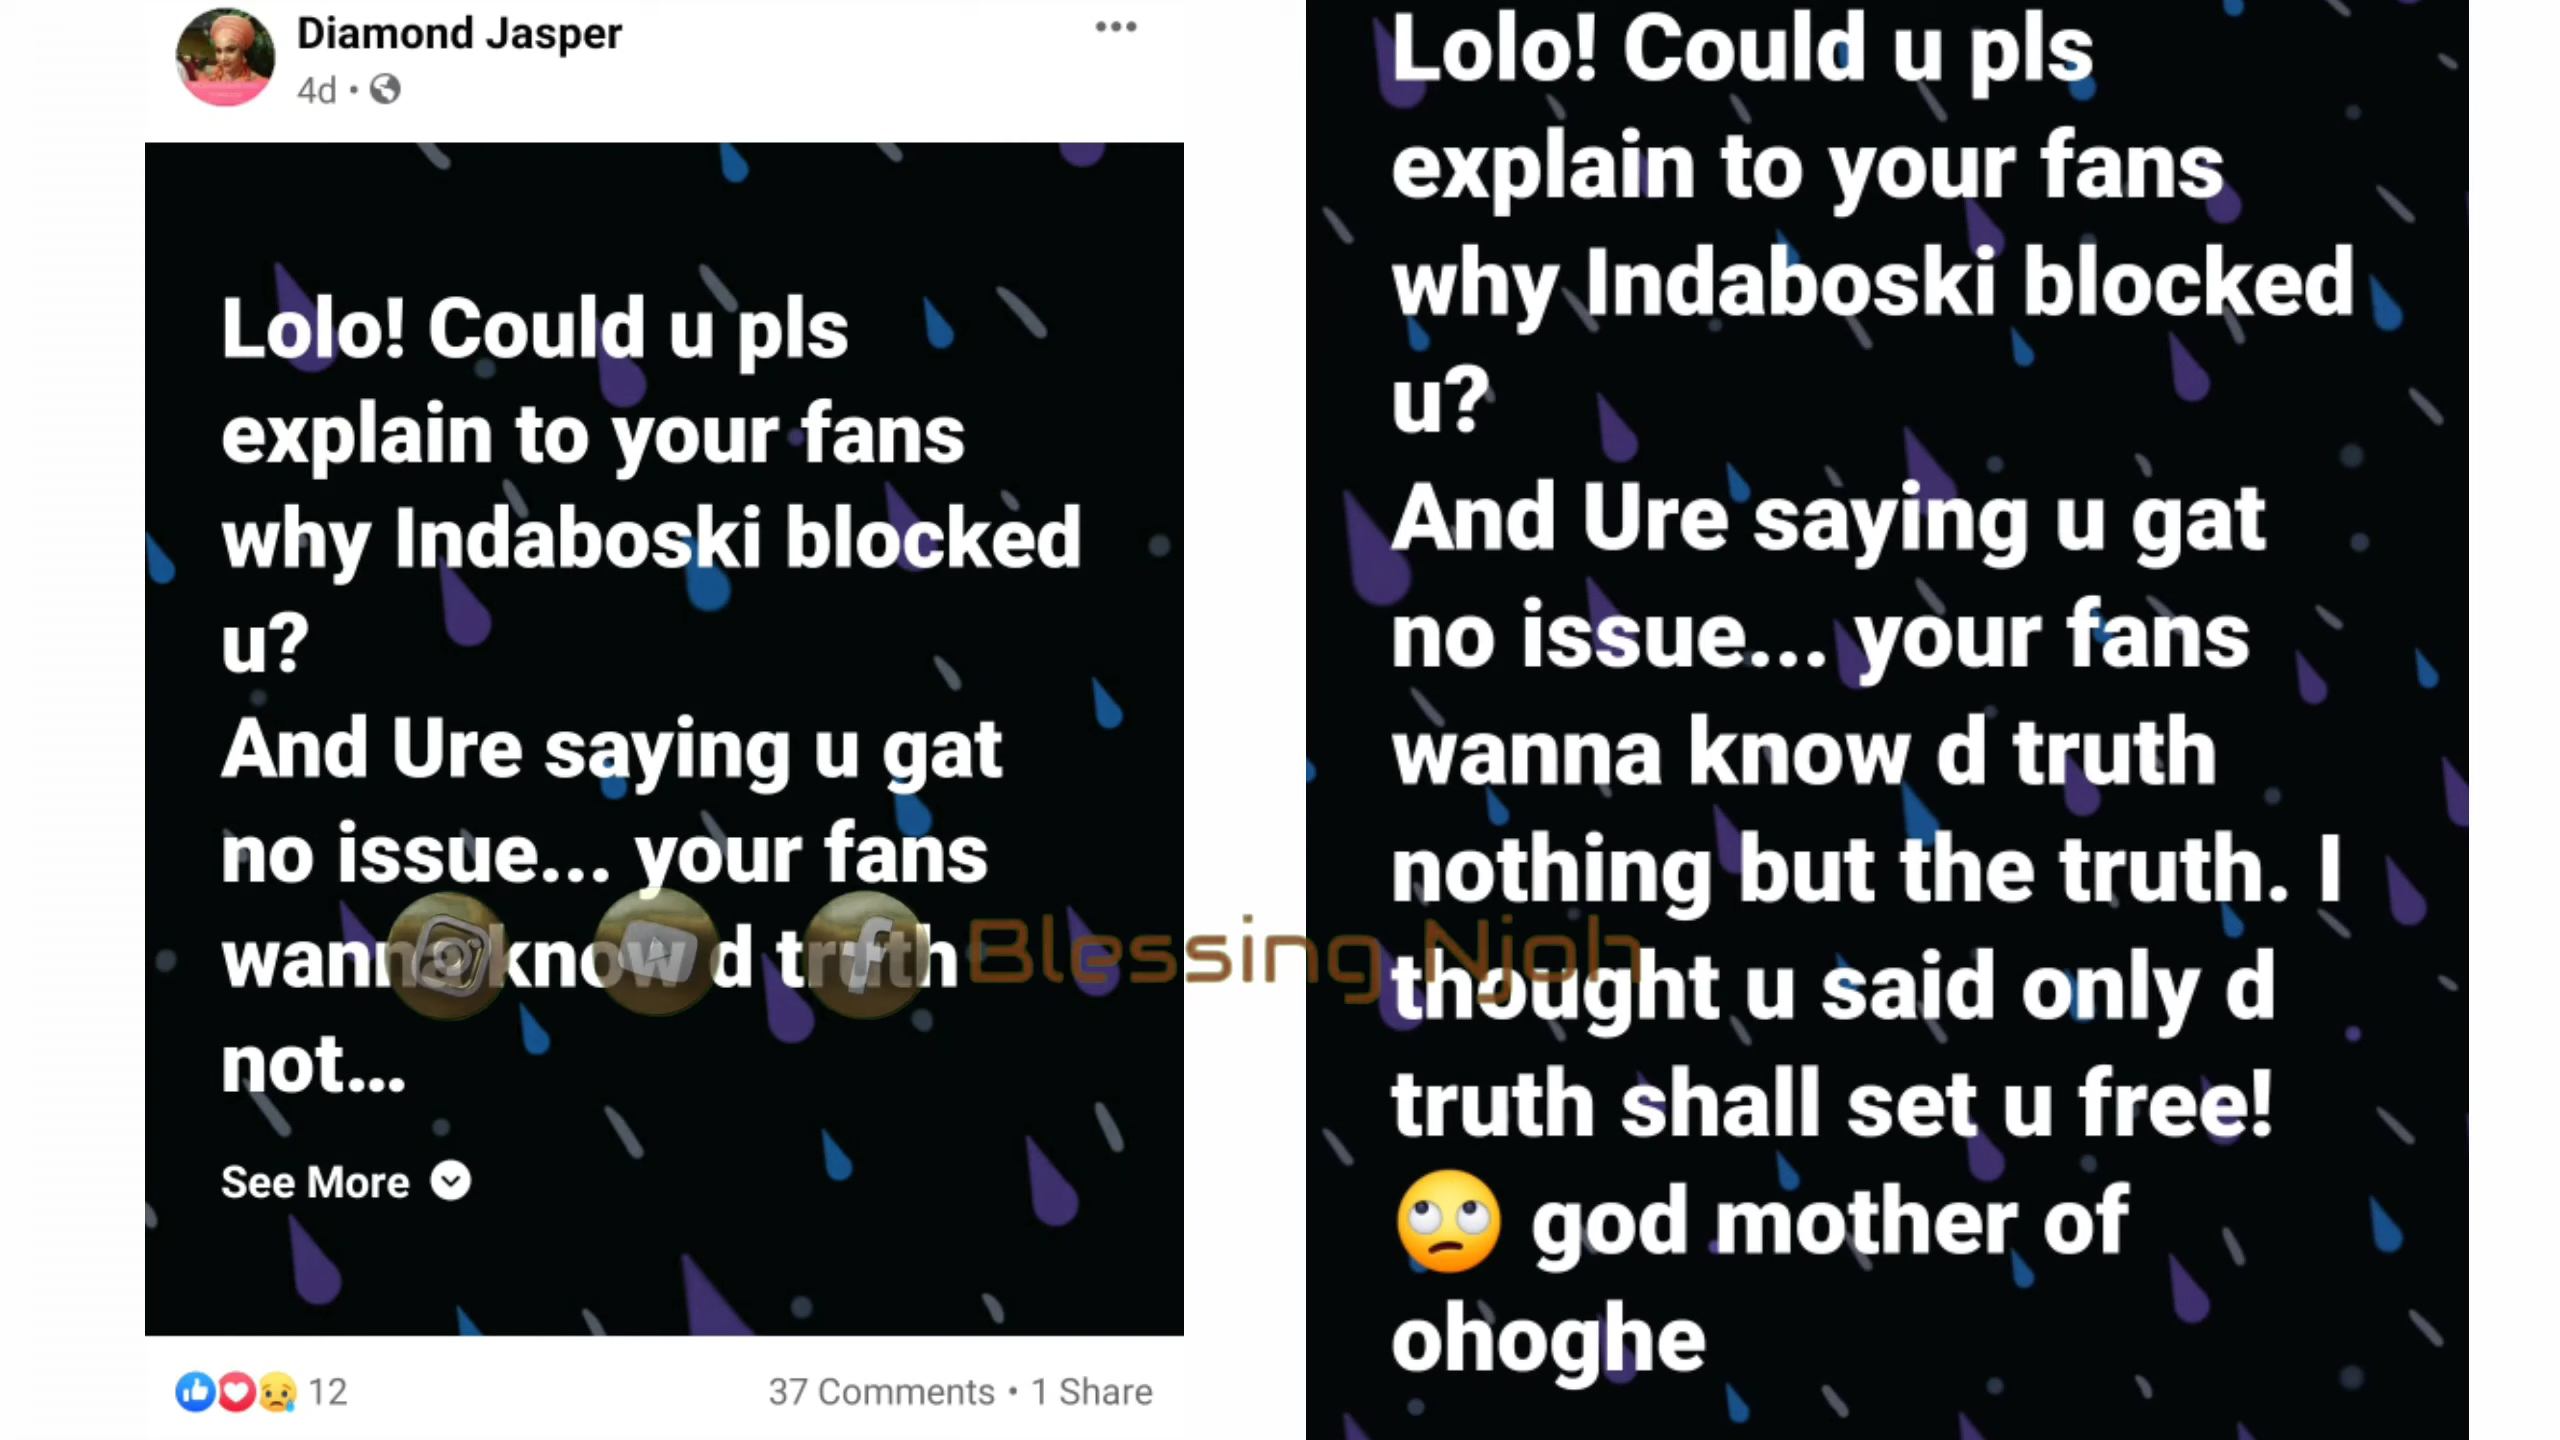 Diamond Jasper
4d
Lolo! Could u pls
explain to your fans
why Indaboski blocked
u?
And Ure saying u gat
no issue... your fans
wanna know d truth
not...
See More
12
37 Comments • 1 Share
Lolo! Could u pls
explain to your fans
why Indaboski blocked
u?
And Ure saying u gat
no issue... your fans
wanna know d truth
nothing but the truth. I
thought u said only d
truth shall set u free!
🙄 god mother of
ohoghe
Blessing Njoh